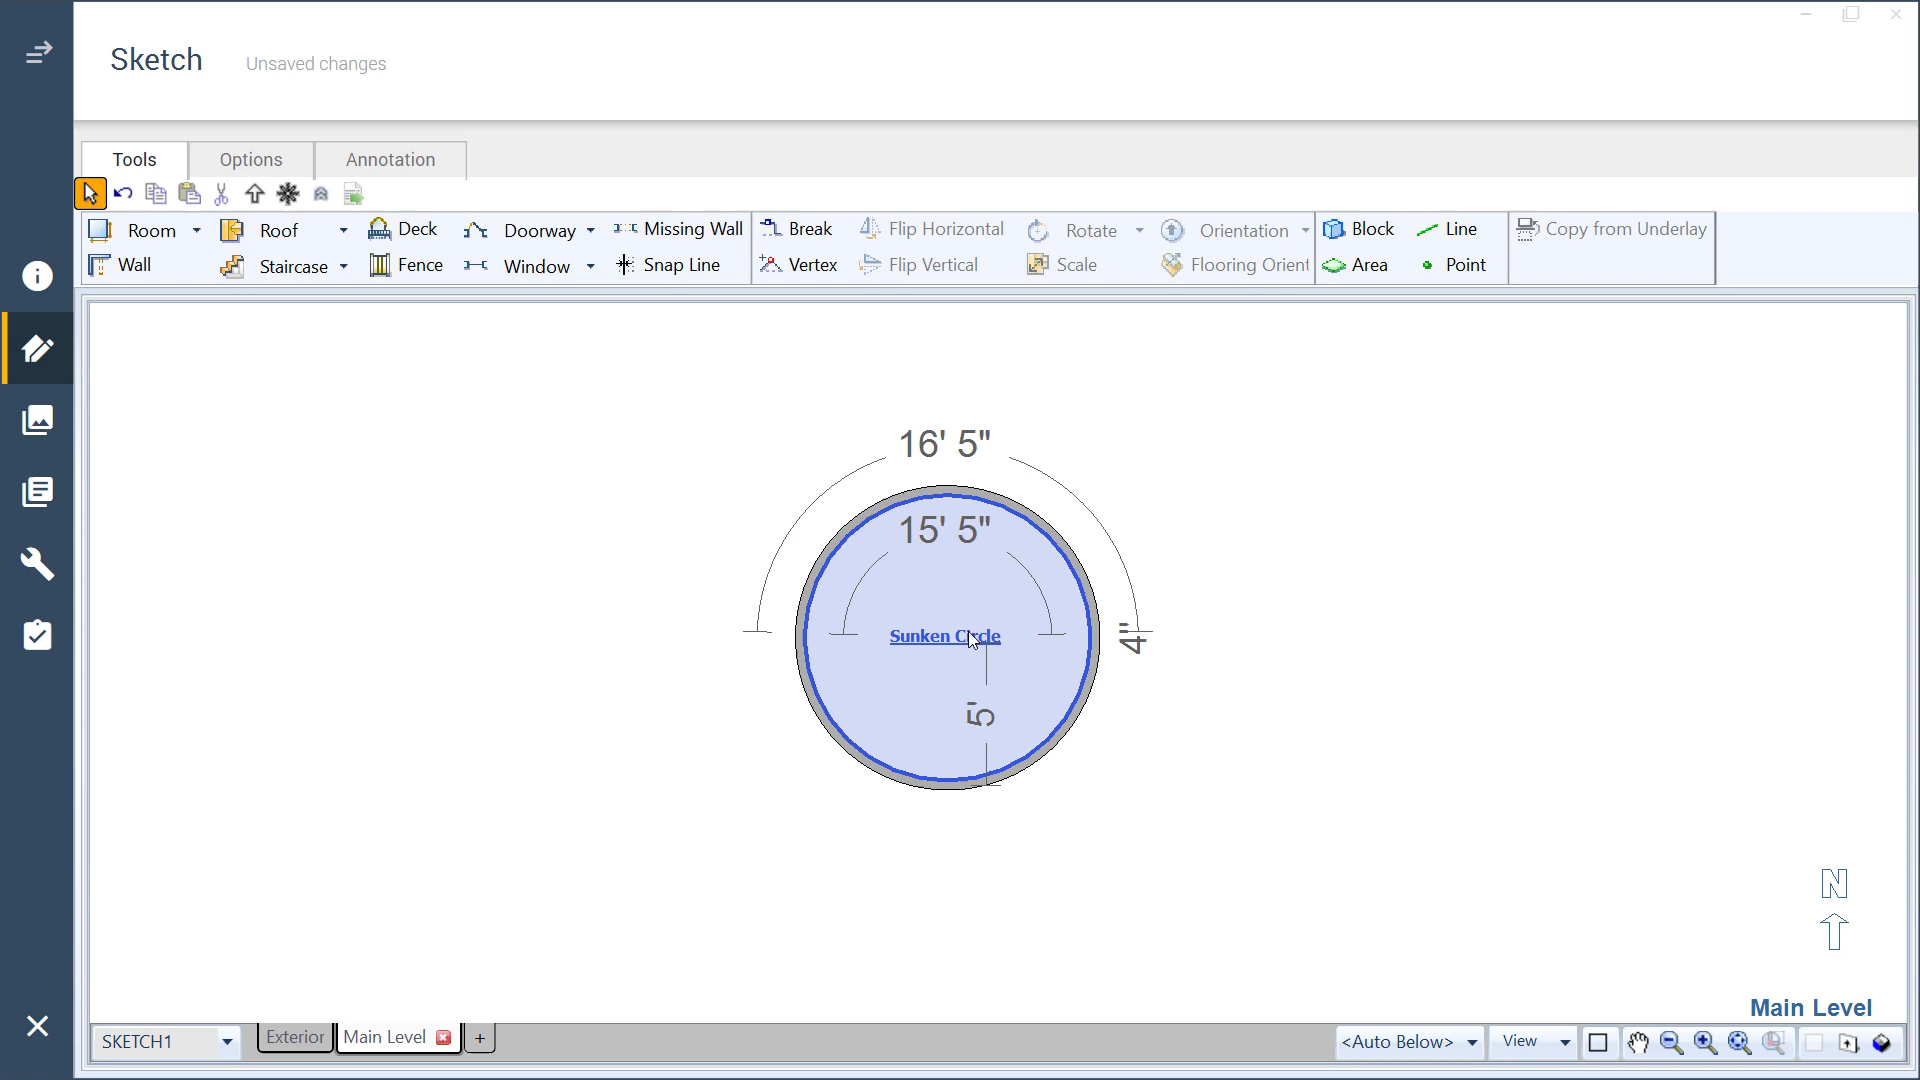 Sketch
Unsaved changes
Tools
Options
Annotation
Room
Roof
Deck
Doorway
Missing Wall
Break
Flip Horizontal
Rotate
Orientation
Block
Line
Copy from Underlay
Wall
Staircase
Fence
Window
Snap Line
Vertex
Flip Vertical
Scale
Flooring Orient
Area
Point
16' 5"
15' 5"
Sunken Circle
4"
5'
N
Main Level
SKETCH1
Exterior
Main Level
+
<Auto Below>
View